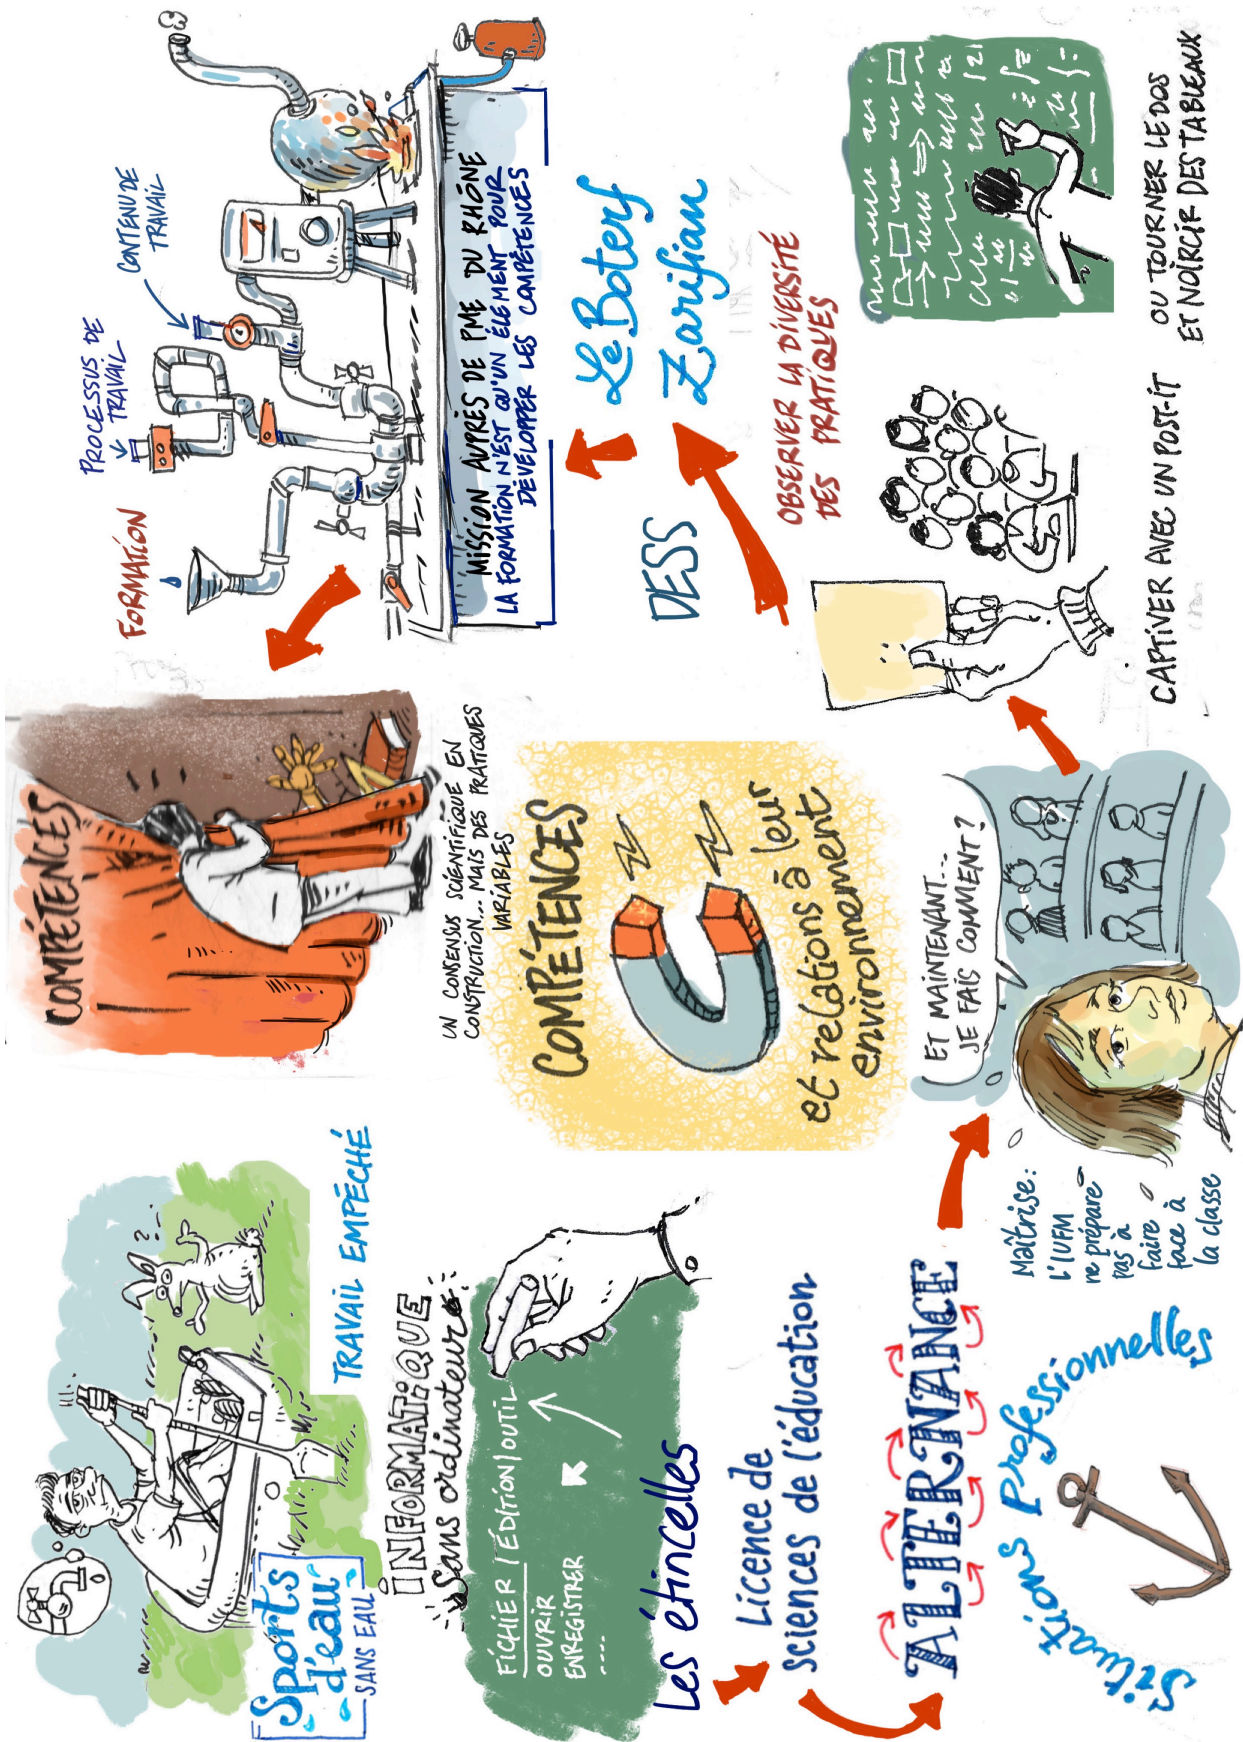 Sports
d'eau
SANS EAU
TRAVAIL EMPÊCHÉ
?
INFORMATIQUE
Sans ordinateurs
FICHIER / ÉDITION / OUTIL
OUVRIR
ENREGISTRER
....
Les étincelles
Licence de
sciences de l'éducation
ALTERNANCE
Situations Professionnelles
Maîtrise:
l'IUFM
ne prépare
pas à
faire
face à
la classe
ET MAINTENANT...
JE FAIS COMMENT?
CAPTIVER AVEC UN POST-IT
OU TOURNER LE DOS
ET NOIRCIR DES TABLEAUX
OBSERVER LA DIVERSITÉ
DES PRATIQUES
DESS
Le Boterf
Zarifian
MISSION AUPRÈS DE PME DU RHÔNE
LA FORMATION N'EST QU'UN ÉLÉMENT POUR
DÉVELOPPER LES COMPÉTENCES
FORMATION
PROCESSUS DE
TRAVAIL
CONTENU DE
TRAVAIL
COMPÉTENCES
UN CONSENSUS SCIENTIFIQUE EN
CONSTRUCTION... MAIS DES PRATIQUES
VARIABLES
COMPÉTENCES
et relations à leur
environnement